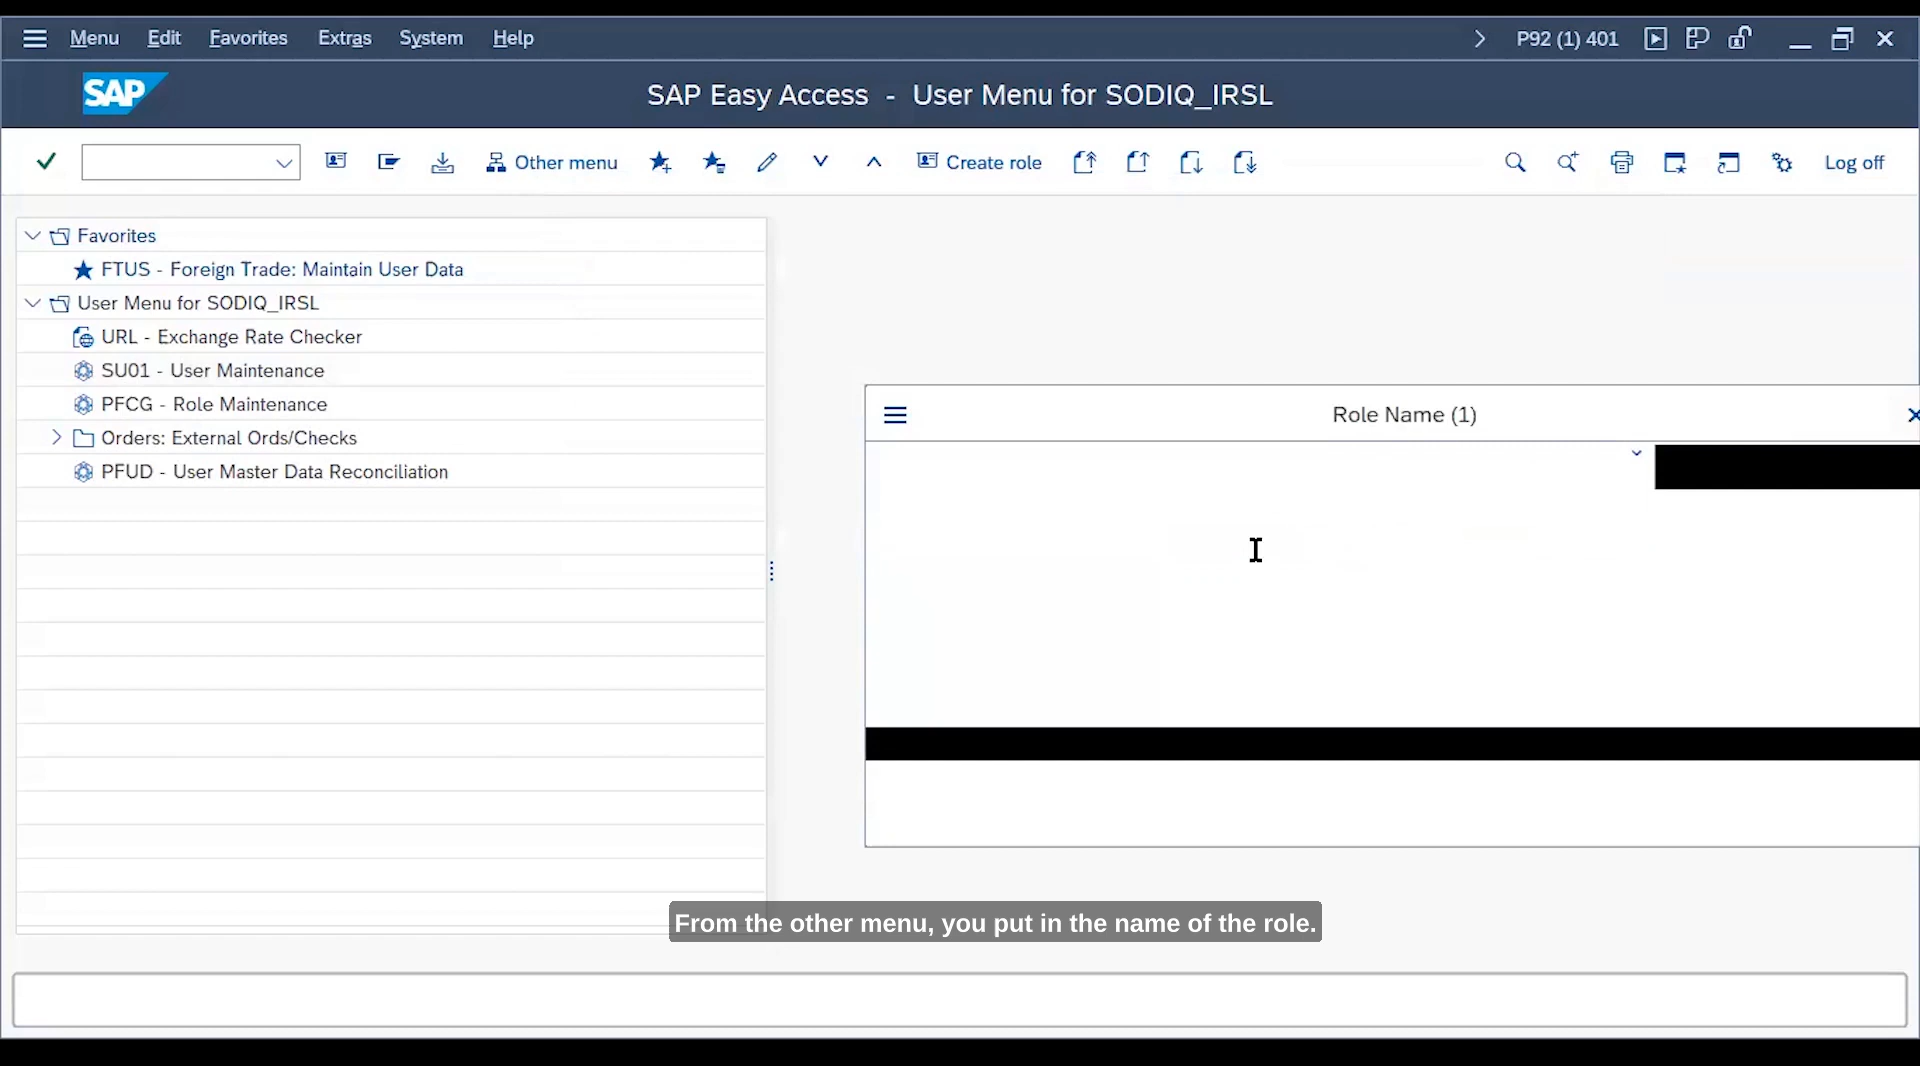 Menu Edit Favorites Extras System Help P92 (1) 401
SAP
SAP Easy Access - User Menu for SODIQ_IRSL
Other menu Create role Log off
Favorites
FTUS - Foreign Trade: Maintain User Data
User Menu for SODIQ_IRSL
URL - Exchange Rate Checker
SU01 - User Maintenance
PFCG - Role Maintenance
Orders: External Ords/Checks
PFUD - User Master Data Reconciliation
Role Name (1)
From the other menu, you put in the name of the role.